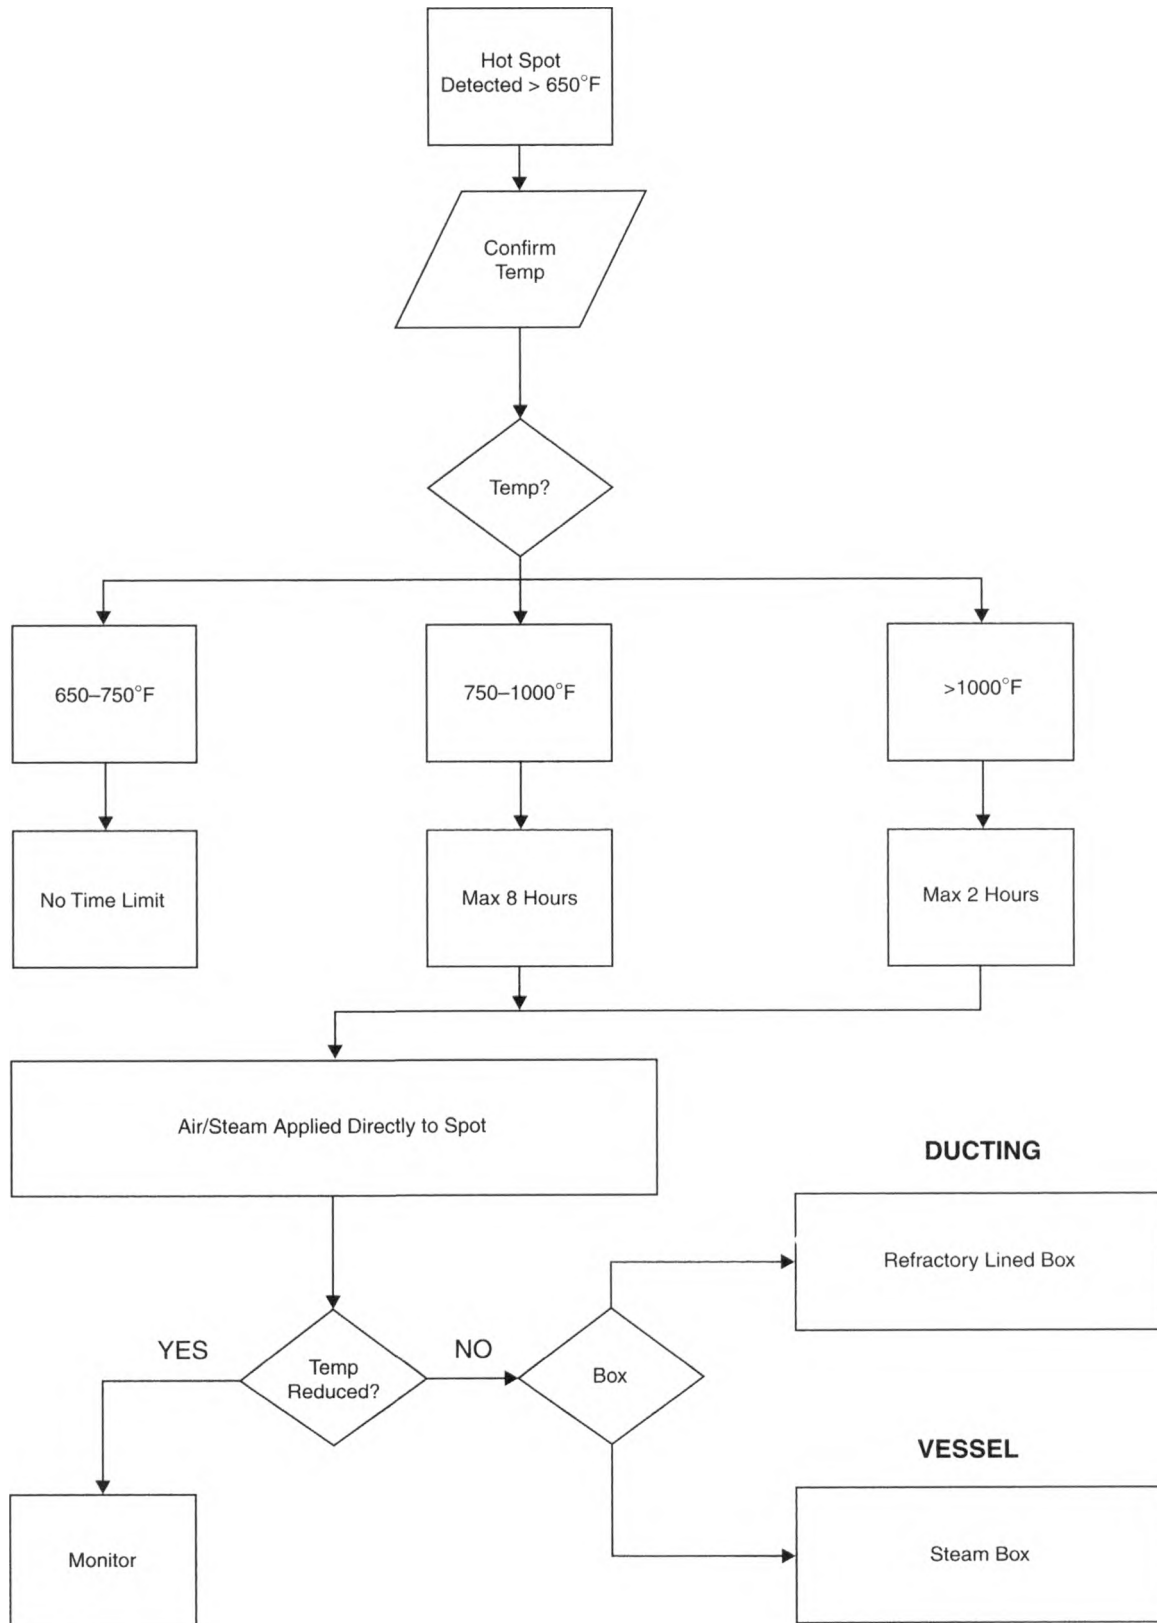 Hot Spot
Detected > 650°F
Confirm
Temp
Temp?
650–750°F
750–1000°F
>1000°F
No Time Limit
Max 8 Hours
Max 2 Hours
Air/Steam Applied Directly to Spot
DUCTING
Refractory Lined Box
YES
Temp
Reduced?
NO
Box
VESSEL
Monitor
Steam Box